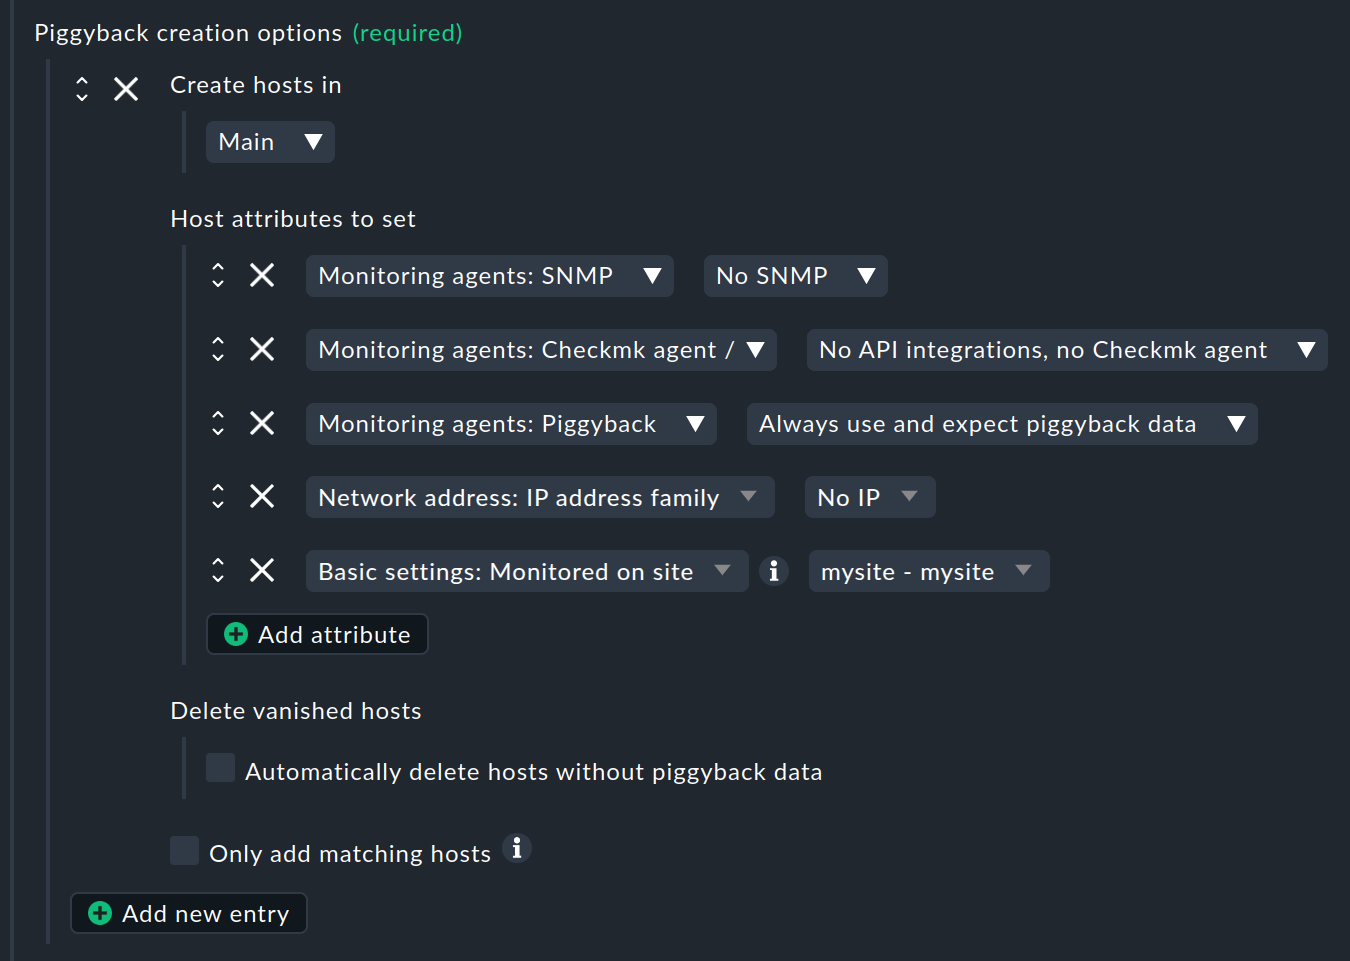 Piggyback creation options (required)
Create hosts in
Main
Host attributes to set
Monitoring agents: SNMP No SNMP
Monitoring agents: Checkmk agent / No API integrations, no Checkmk agent
Monitoring agents: Piggyback Always use and expect piggyback data
Network address: IP address family No IP
Basic settings: Monitored on site mysite - mysite
Add attribute
Delete vanished hosts
Automatically delete hosts without piggyback data
Only add matching hosts
Add new entry